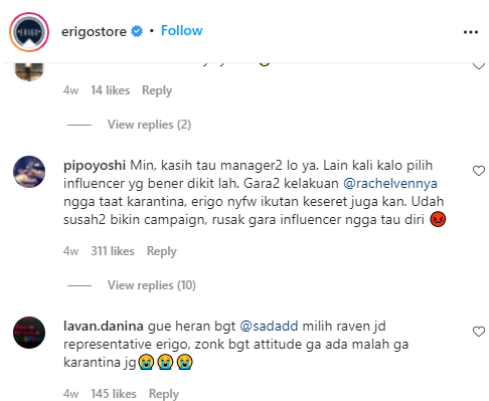 ERIGO
erigostore • Follow
4w 14 likes Reply
View replies (2)
pipoyoshi Min, kasih tau manager2 lo ya. Lain kali kalo pilih
influencer yg bener dikit lah. Gara2 kelakuan @rachelvennya
ngga taat karantina, erigo nyfw ikutan keseret juga kan. Udah
susah2 bikin campaign, rusak gara influencer ngga tau diri 😡
4w 311 likes Reply
View replies (10)
lavan.danina gue heran bgt @sadadd milih raven jd
representative erigo, zonk bgt attitude ga ada malah ga
karantina jg😭😭😭
4w 145 likes Reply